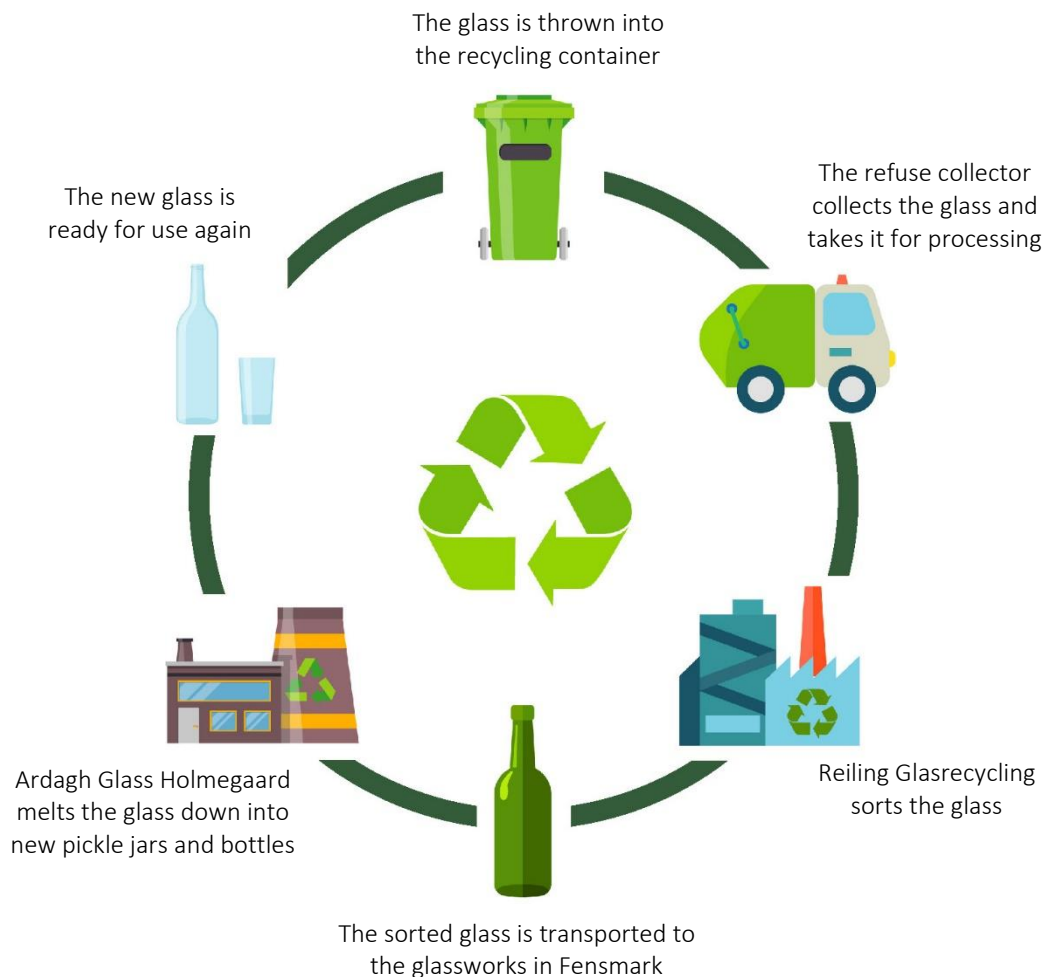 The glass is thrown into
the recycling container
The refuse collector
collects the glass and
takes it for processing
Reiling Glasrecycling
sorts the glass
The sorted glass is transported to
the glassworks in Fensmark
Ardagh Glass Holmegaard
melts the glass down into
new pickle jars and bottles
The new glass is
ready for use again